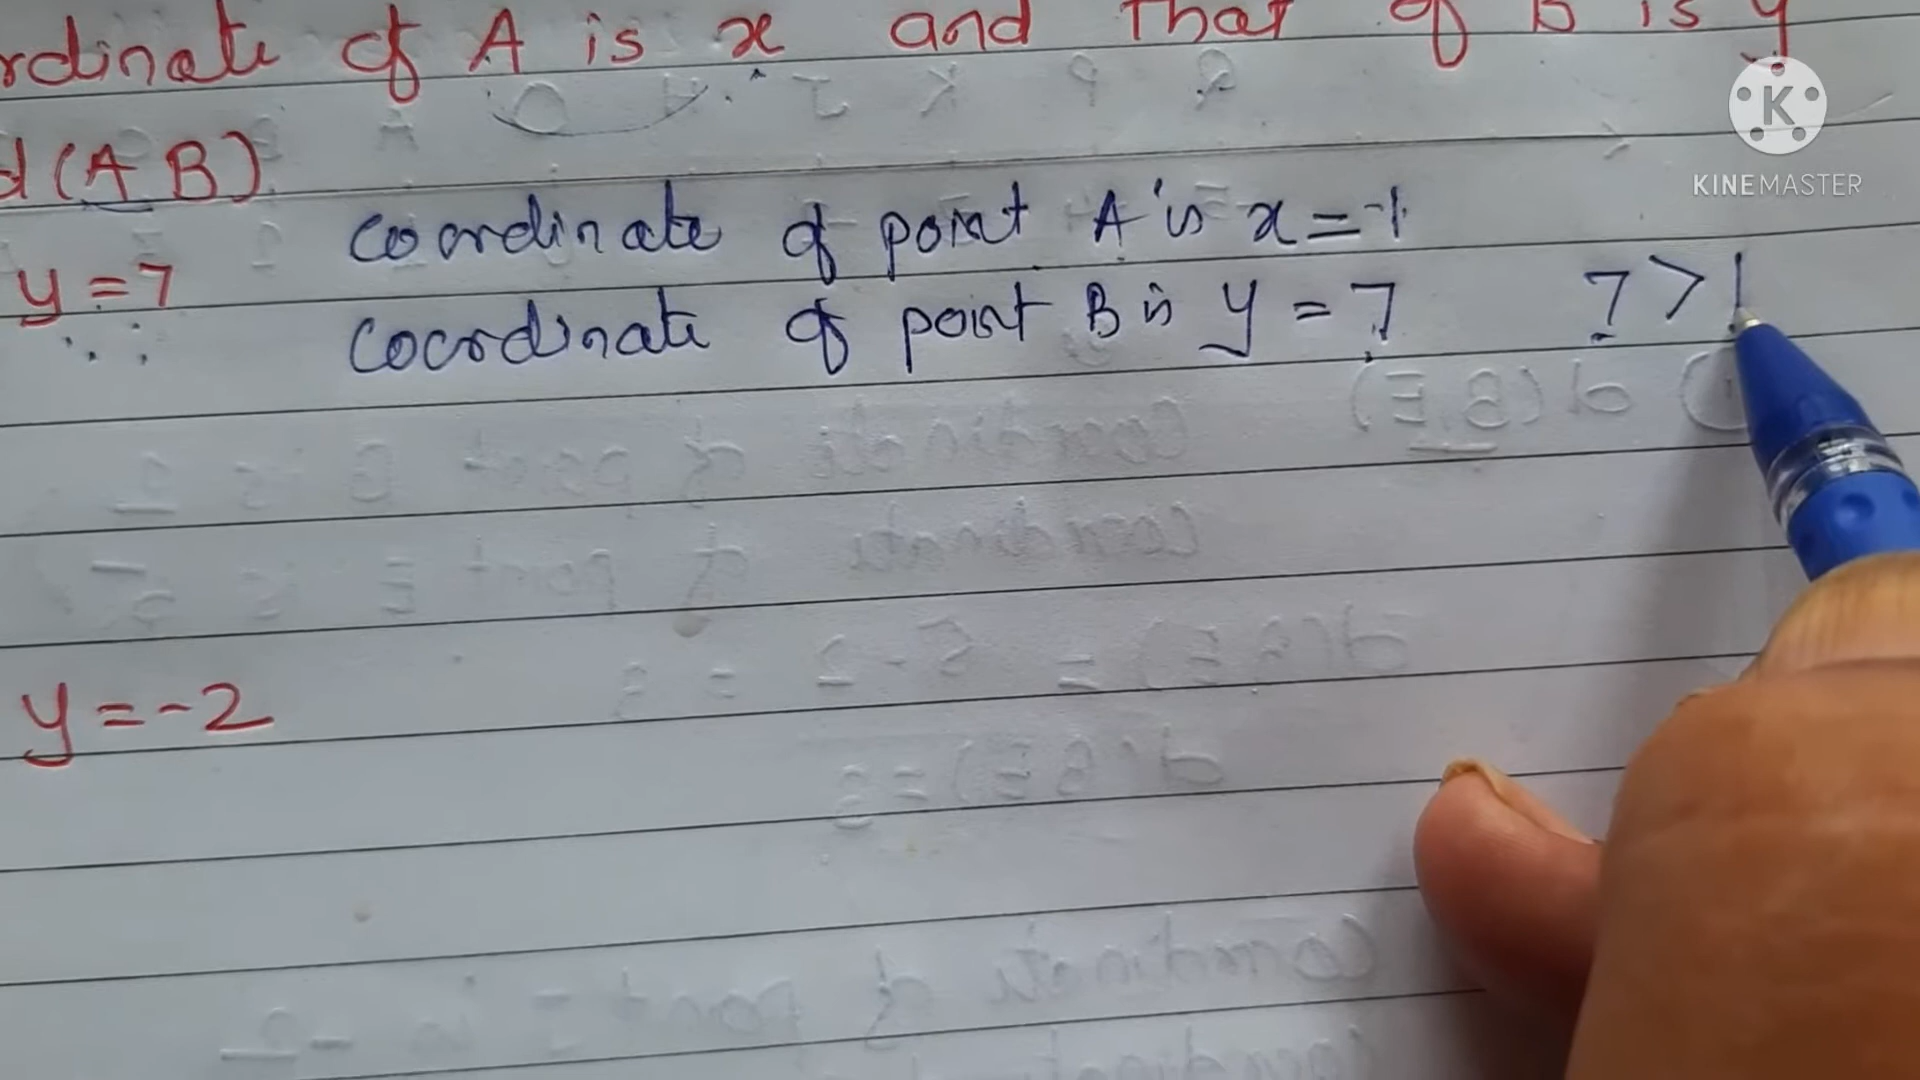 rdinate of A is x and that of B is y
d(A B)
coordinate of point A is x = -1
y = 7
coordinate of point B is y = 7 7 > 1
y = -2
KINEMASTER